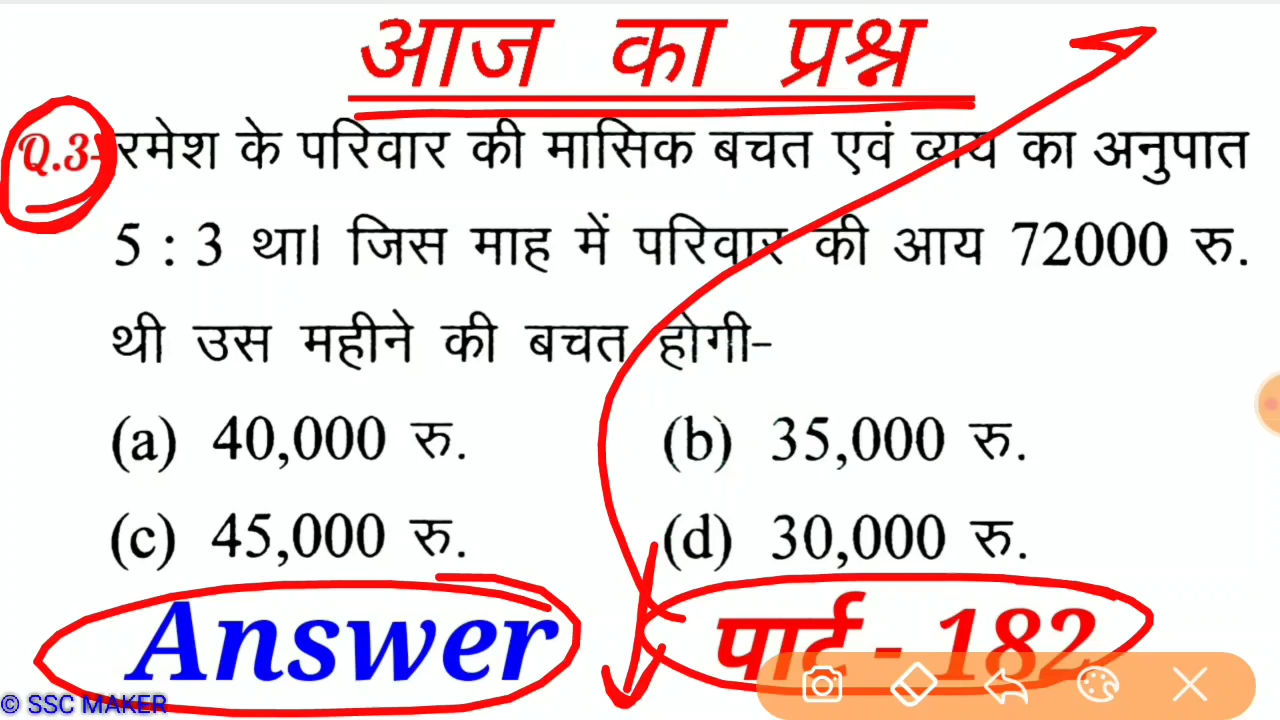 आज का प्रश्न
Q.3- रमेश के परिवार की मासिक बचत एवं व्यय का अनुपात
5 : 3 था। जिस माह में परिवार की आय 72000 रु.
थी उस महीने की बचत होगी-
(a) 40,000 रु. (b) 35,000 रु.
(c) 45,000 रु. (d) 30,000 रु.
Answer पार्ट - 182
© SSC MAKER